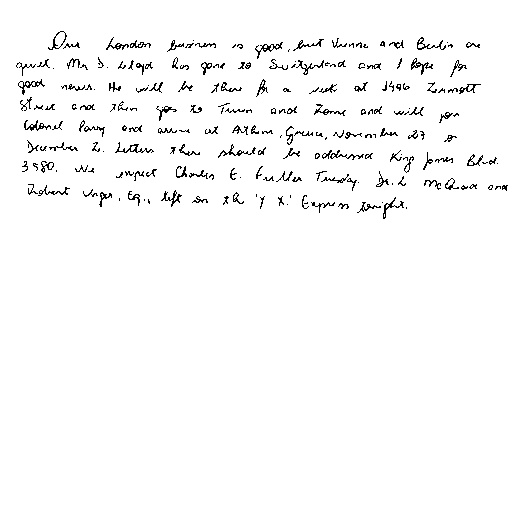 Our London business is good, but Vienna and Berlin are
quiet. Mr. D. Lloyd has gone to Switzerland and I hope for
good news. He will be there for a week at 1496 Zermott
Street and then goes to Turin and Rome and will join
Colonel Parry and arrive at Athens, Greece, November 27 or
December 2. Letters there should be addressed King James Blvd.
3580. We expect Charles E. Fuller Tuesday. Dr. L McQuaid and
Robert Unger, Esq., left on the 'Y X.' Express tonight.